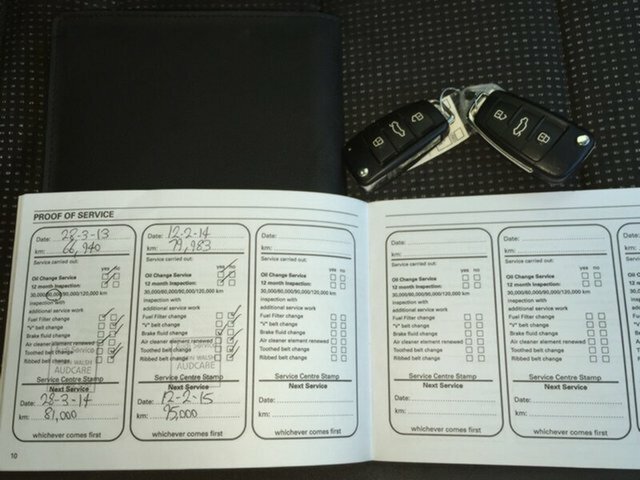 PROOF OF SERVICE
Date: 28-3-13
km: 66,940
Service carried out:
yes no
Oil Change Service
12 month Inspection:
30,000/60,000/90,000/120,000 km
inspection with
additional service work
Fuel Filter change
"V" belt change
Brake fluid change
Air cleaner element renewed
Toothed belt change
Ribbed belt change
WALSH
AUDCARE
Service Centre Stamp
Next Service
Date: 28-3-14
km: 81,000
whichever comes first
Date: 12-2-14
km: 79,983
Service carried out:
yes no
Oil Change Service
12 month Inspection:
30,000/60,000/90,000/120,000 km
inspection with
additional service work
Fuel Filter change
"V" belt change
Brake fluid change
Air cleaner element renewed
Toothed belt change
Ribbed belt change
WALSH
AUDCARE
Service Centre Stamp
Next Service
Date: 12-2-15
km: 95,000
whichever comes first
Date:
km:
Service carried out:
yes no
Oil Change Service
12 month Inspection:
30,000/60,000/90,000/120,000 km
inspection with
additional service work
Fuel Filter change
"V" belt change
Brake fluid change
Air cleaner element renewed
Toothed belt change
Ribbed belt change
Service Centre Stamp
Next Service
Date:
km:
whichever comes first
10
Date:
km:
Service carried out:
yes no
Oil Change Service
12 month Inspection:
30,000/60,000/90,000/120,000 km
inspection with
additional service work
Fuel Filter change
"V" belt change
Brake fluid change
Air cleaner element renewed
Toothed belt change
Ribbed belt change
Service Centre Stamp
Next Service
Date:
km:
whichever comes first
Date:
km:
Service carried out:
yes no
Oil Change Service
12 month Inspection:
30,000/60,000/90,000/120,000 km
inspection with
additional service work
Fuel Filter change
"V" belt change
Brake fluid change
Air cleaner element renewed
Toothed belt change
Ribbed belt change
Service Centre Stamp
Next Service
Date:
km:
whichever comes first